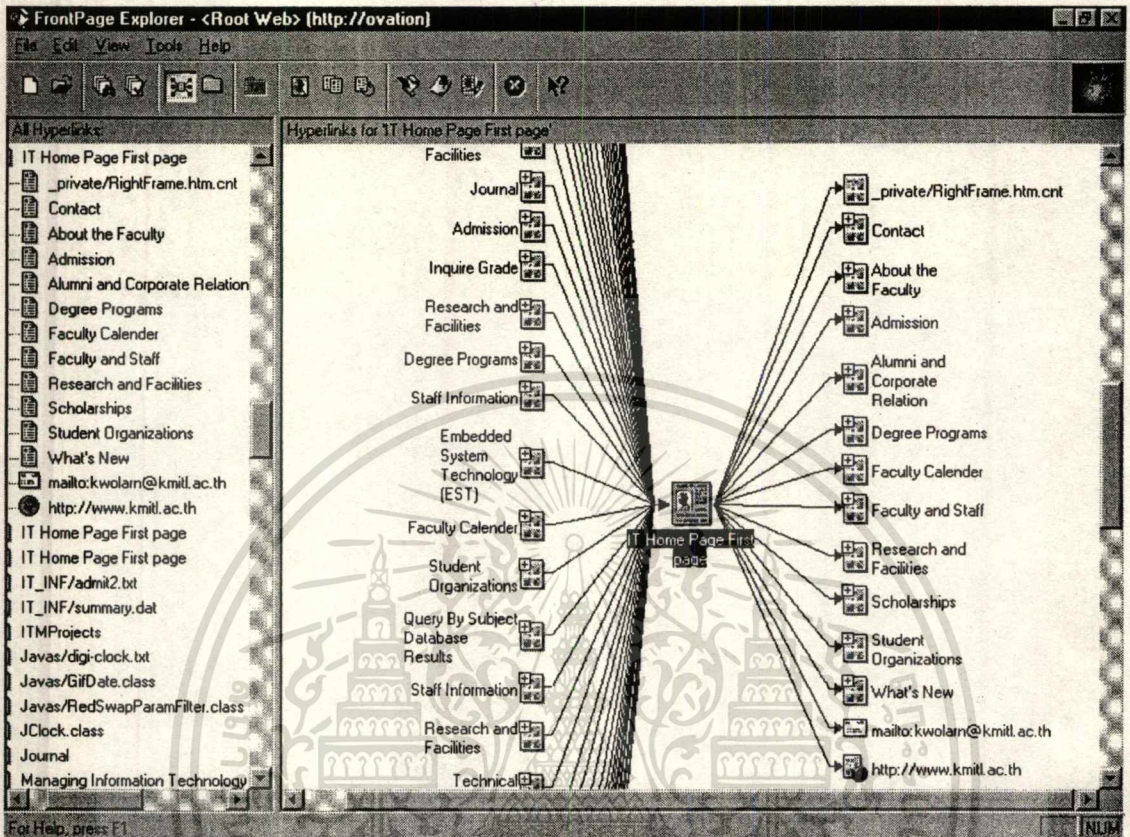 FrontPage Explorer - <Root Web> (http://ovation)
File Edit View Tools Help
All Hyperlinks:
IT Home Page First page
_private/RightFrame.htm.cnt
Contact
About the Faculty
Admission
Alumni and Corporate Relation
Degree Programs
Faculty Calender
Faculty and Staff
Research and Facilities
Scholarships
Student Organizations
What's New
mailto:kwolarn@kmitl.ac.th
http://www.kmitl.ac.th
IT Home Page First page
IT Home Page First page
IT_INF/admit2.txt
IT_INF/summary.dat
ITMProjects
Javas/digi-clock.txt
Javas/GifDate.class
Javas/RedSwapParamFilter.class
JClock.class
Journal
Managing Information Technology
Hyperlinks for 'IT Home Page First page'
Facilities
Journal
Admission
Inquire Grade
Research and
Facilities
Degree Programs
Staff Information
Embedded
System
Technology
(EST)
Faculty Calender
Student
Organizations
Query By Subject
Database
Results
Staff Information
Research and
Facilities
Technical
IT Home Page First
page
_private/RightFrame.htm.cnt
Contact
About the
Faculty
Admission
Alumni and
Corporate
Relation
Degree Programs
Faculty Calender
Faculty and Staff
Research and
Facilities
Scholarships
Student
Organizations
What's New
mailto:kwolarn@kmitl.ac.th
http://www.kmitl.ac.th
For Help, press F1
NUM